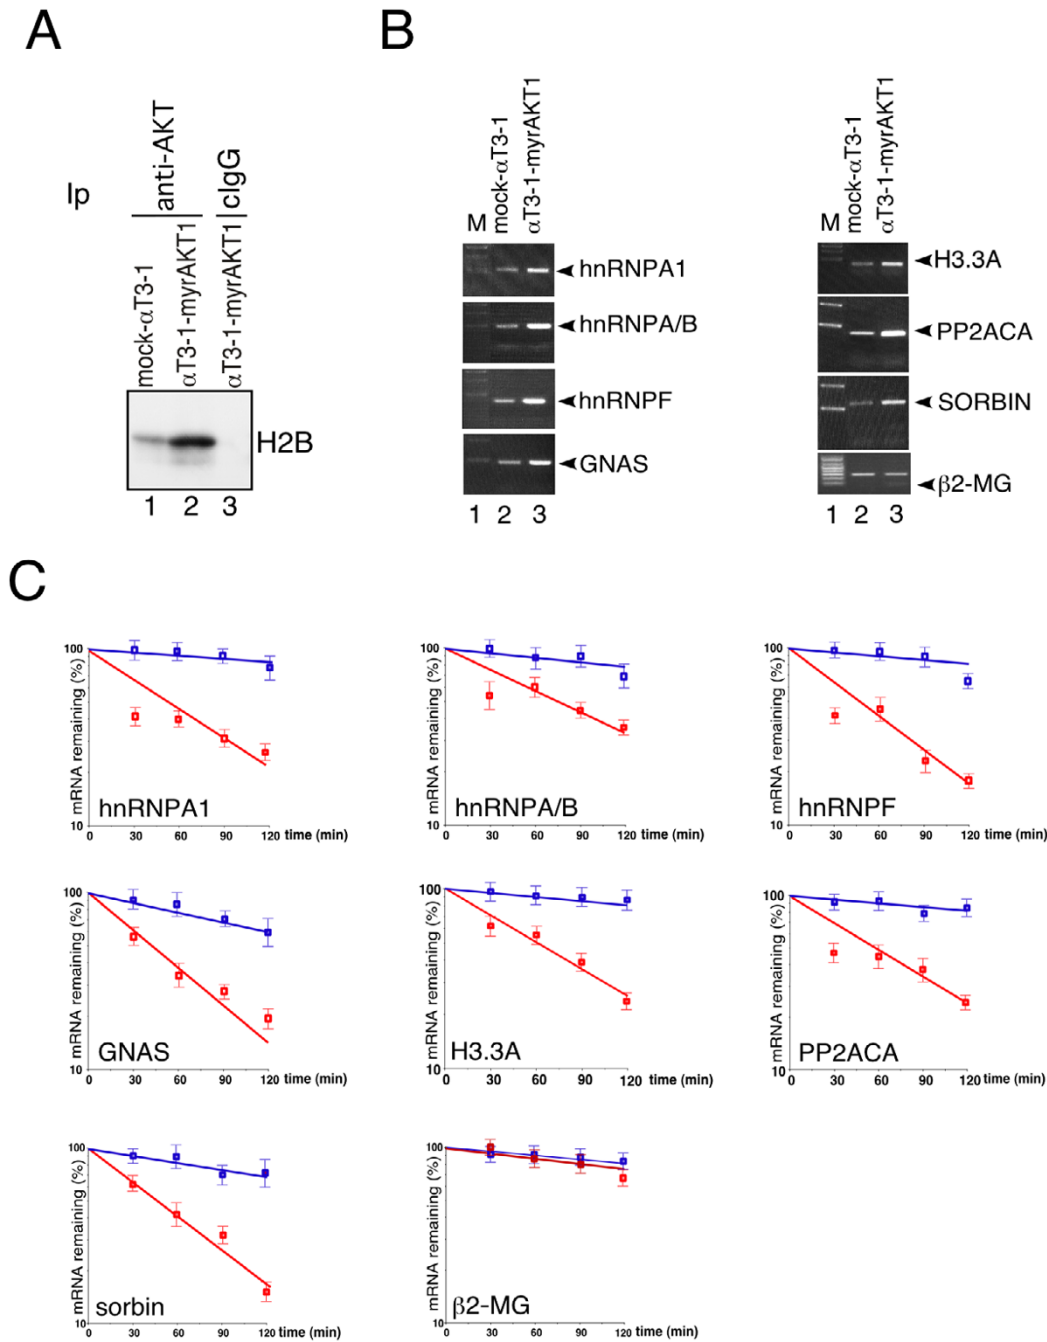 A
B
Ip
anti-AKT
cIgG
mock-αT3-1
αT3-1-myrAKT1
αT3-1-myrAKT1
H2B
1 2 3
M
mock-αT3-1
αT3-1-myrAKT1
hnRNPA1
hnRNPA/B
hnRNPF
GNAS
1 2 3
M
mock-αT3-1
αT3-1-myrAKT1
H3.3A
PP2ACA
SORBIN
β2-MG
1 2 3
C
mRNA remaining (%)
100
10
hnRNPA1
0 30 60 90 120 time (min)
mRNA remaining (%)
100
10
hnRNPA/B
0 30 60 90 120 time (min)
mRNA remaining (%)
100
10
hnRNPF
0 30 60 90 120 time (min)
mRNA remaining (%)
100
10
GNAS
0 30 60 90 120 time (min)
mRNA remaining (%)
100
10
H3.3A
0 30 60 90 120 time (min)
mRNA remaining (%)
100
10
PP2ACA
0 30 60 90 120 time (min)
mRNA remaining (%)
100
10
sorbin
0 30 60 90 120 time (min)
mRNA remaining (%)
100
10
β2-MG
0 30 60 90 120 time (min)